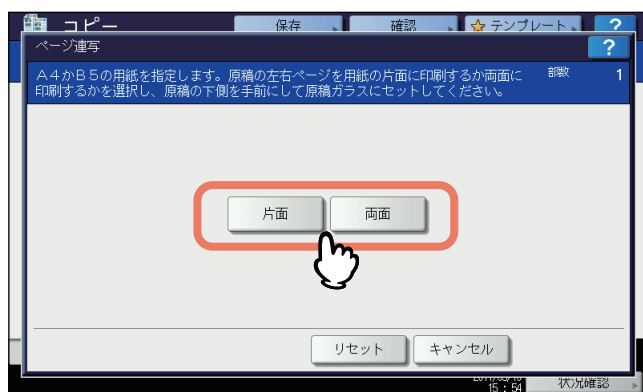 コピー
保存
確認
テンプレート
?
ページ連写
?
A4かB5の用紙を指定します。原稿の左右ページを用紙の片面に印刷するか両面に
印刷するかを選択し、原稿の下側を手前にして原稿ガラスにセットしてください。
部数
1
片面
両面
リセット
キャンセル
15:54
状況確認